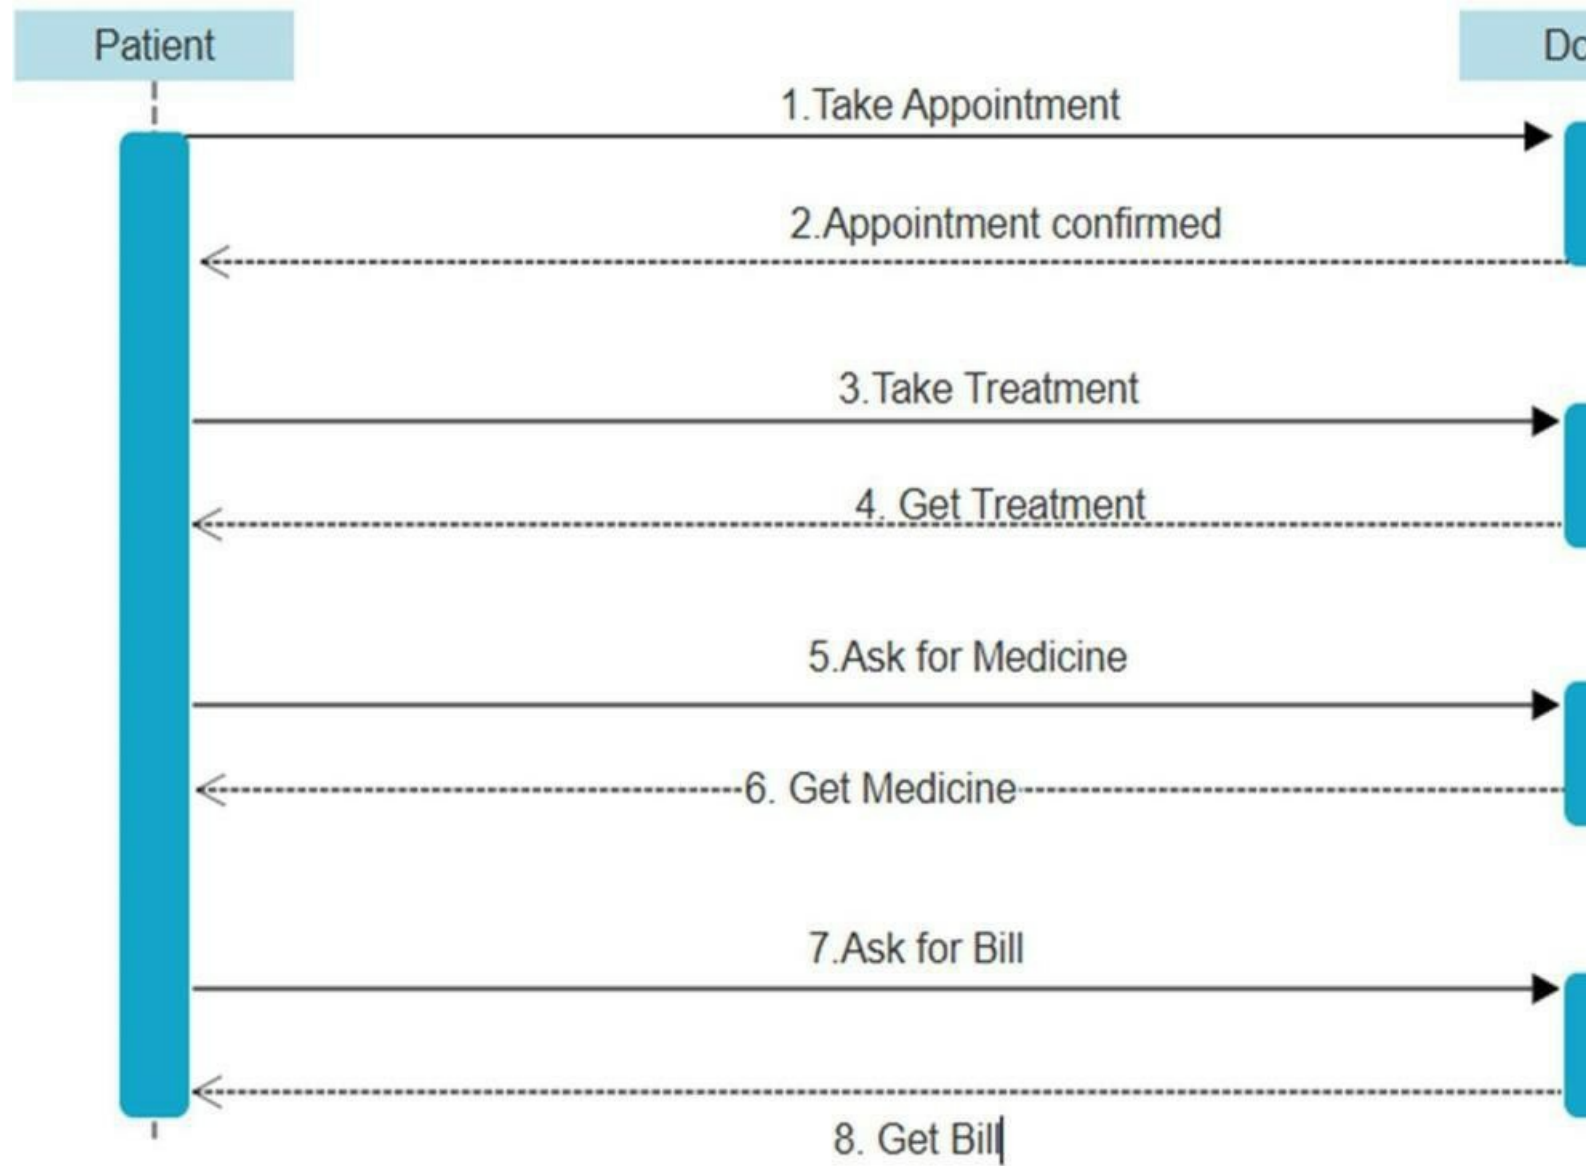 Patient
Do
1.Take Appointment
2.Appointment confirmed
3.Take Treatment
4. Get Treatment
5.Ask for Medicine
6. Get Medicine
7.Ask for Bill
8. Get Bill